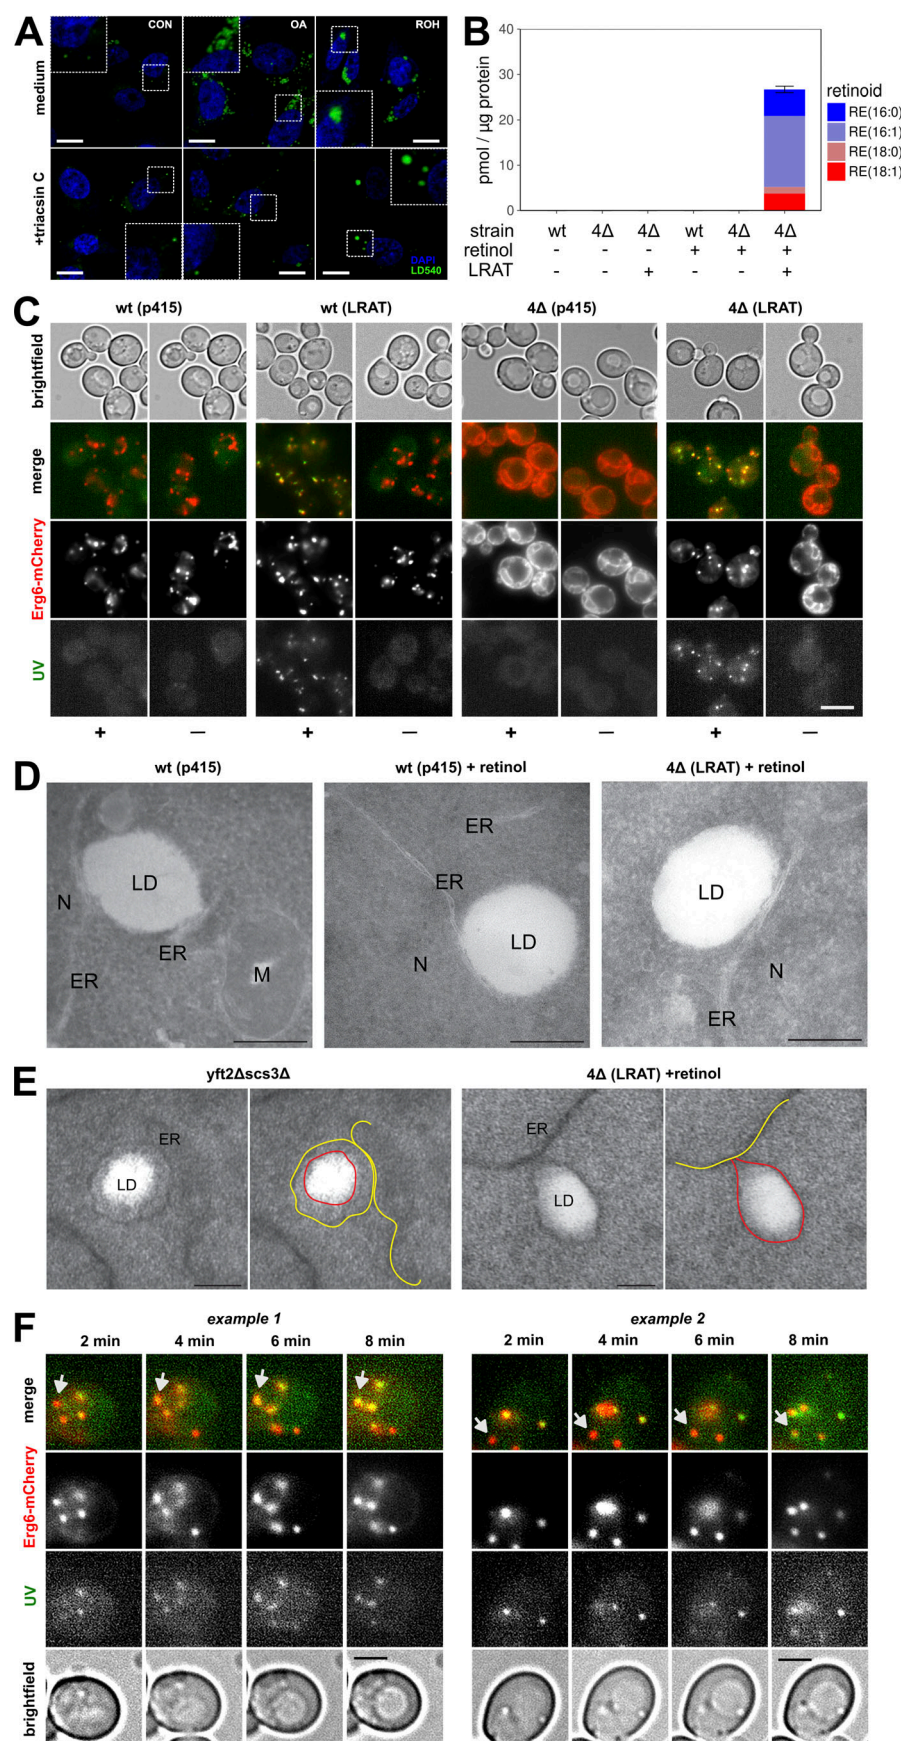 A
CON
OA
ROH
medium
+triacsin C
DAPI
LD540
B
pmol / µg protein
40
30
20
10
0
retinoid
RE(16:0)
RE(16:1)
RE(18:0)
RE(18:1)
strain wt 4Δ 4Δ wt 4Δ 4Δ
retinol - - - + + +
LRAT - - + - - +
C
wt (p415) wt (LRAT) 4Δ (p415) 4Δ (LRAT)
brightfield
merge
Erg6-mCherry
UV
+ — + — + — + —
D
wt (p415) wt (p415) + retinol 4Δ (LRAT) + retinol
LD
N
ER
ER
M
ER
ER
LD
N
LD
N
ER
E
yft2Δscs3Δ 4Δ (LRAT) +retinol
ER
LD
ER
LD
F
example 1 example 2
2 min 4 min 6 min 8 min 2 min 4 min 6 min 8 min
merge
Erg6-mCherry
UV
brightfield